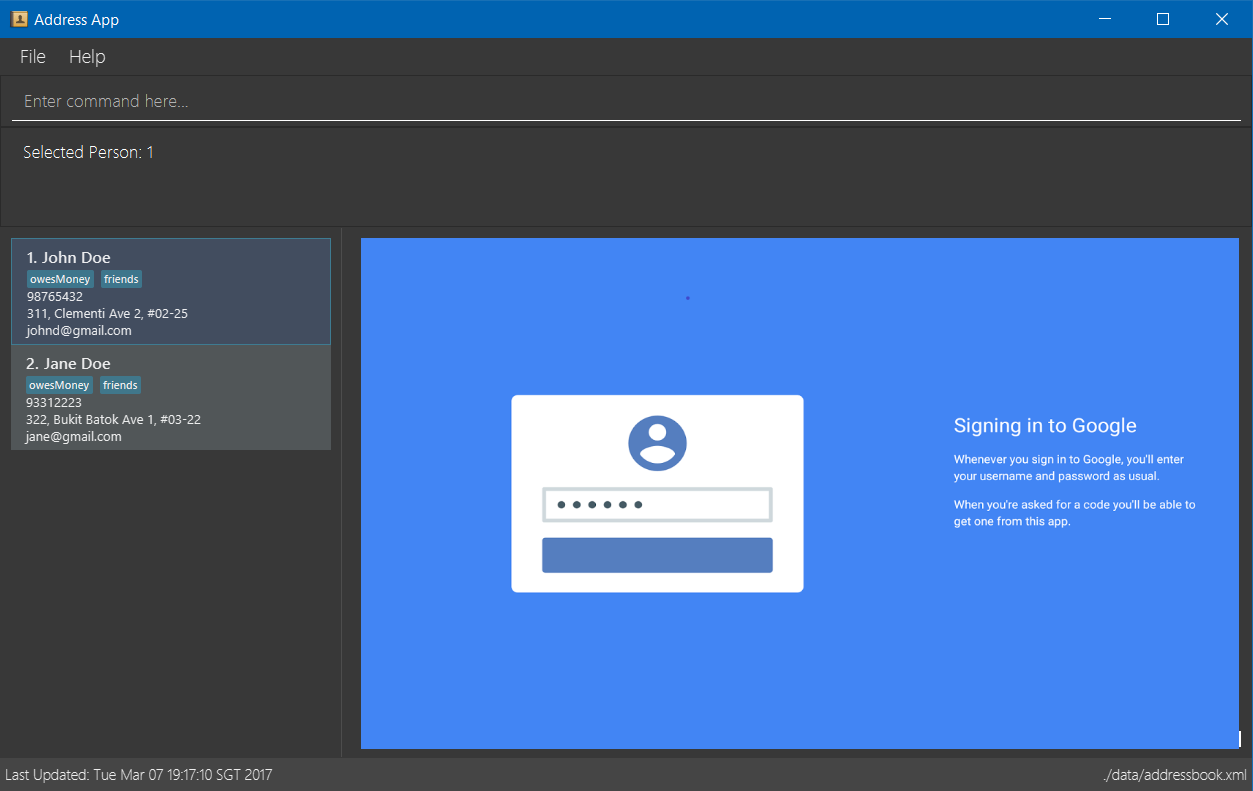 Address App
File Help
Enter command here...
Selected Person: 1
1. John Doe
owesMoney friends
98765432
311, Clementi Ave 2, #02-25
johnd@gmail.com
2. Jane Doe
owesMoney friends
93312223
322, Bukit Batok Ave 1, #03-22
jane@gmail.com
Signing in to Google
Whenever you sign in to Google, you'll enter
your username and password as usual.
When you're asked for a code you'll be able to
get one from this app.
Last Updated: Tue Mar 07 19:17:10 SGT 2017
./data/addressbook.xml